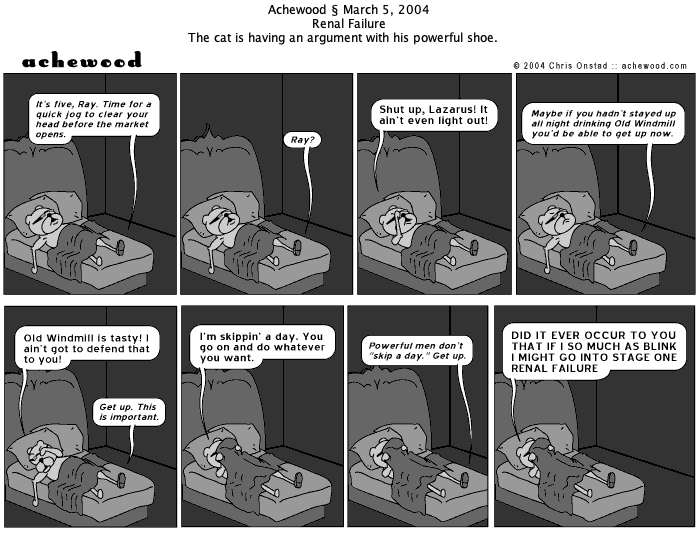 Achewood § March 5, 2004
Renal Failure
The cat is having an argument with his powerful shoe.
achewood
© 2004 Chris Onstad :: achewood.com
It's five, Ray. Time for a
quick jog to clear your
head before the market
opens.
Ray?
Shut up, Lazarus! It
ain't even light out!
Maybe if you hadn't stayed up
all night drinking Old Windmill
you'd be able to get up now.
Old Windmill is tasty! I
ain't got to defend that
to you!
Get up. This
is important.
I'm skippin' a day. You
go on and do whatever
you want.
Powerful men don't
"skip a day." Get up.
DID IT EVER OCCUR TO YOU
THAT IF I SO MUCH AS BLINK
I MIGHT GO INTO STAGE ONE
RENAL FAILURE